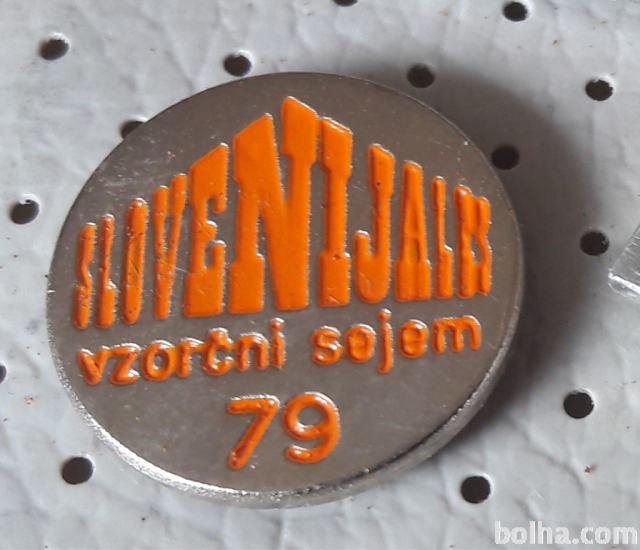 SLOVENIJALES
vzorčni sejem
79
bolha.com